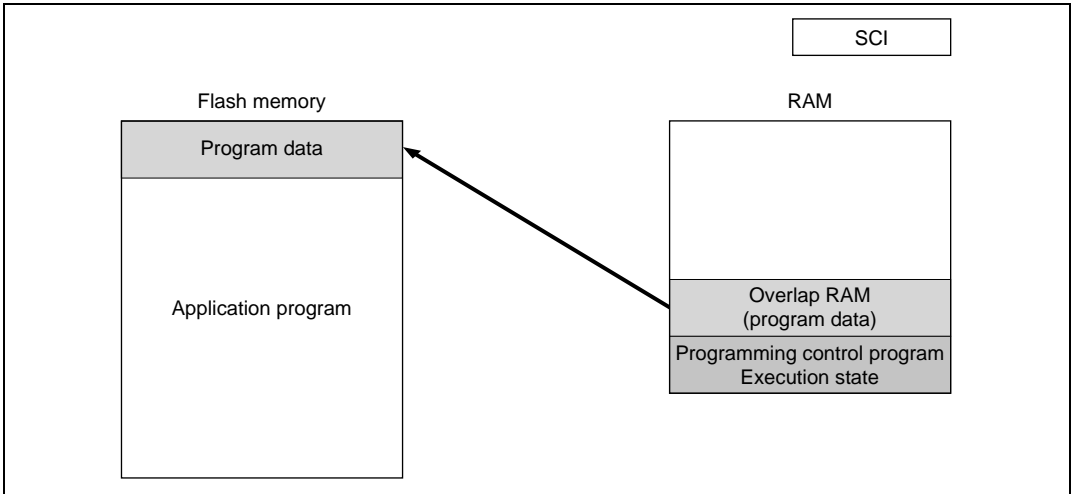 SCI
Flash memory
RAM
Program data
Application program
Overlap RAM
(program data)
Programming control program
Execution state